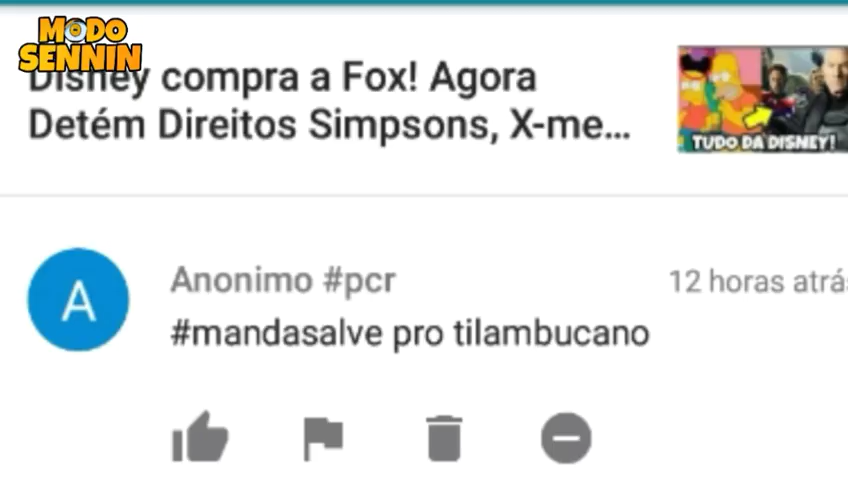 MODO
SENNIN
Disney compra a Fox! Agora
Detém Direitos Simpsons, X-me...
TUDO DA DISNEY!
A
Anonimo #pcr
12 horas atrás
#mandasalve pro tilambucano